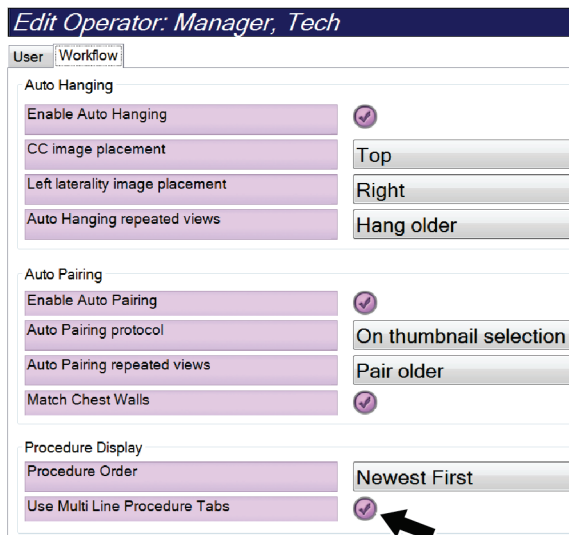 Edit Operator: Manager, Tech
User Workflow
Auto Hanging
Enable Auto Hanging
CC image placement Top
Left laterality image placement Right
Auto Hanging repeated views Hang older
Auto Pairing
Enable Auto Pairing
Auto Pairing protocol On thumbnail selection
Auto Pairing repeated views Pair older
Match Chest Walls
Procedure Display
Procedure Order Newest First
Use Multi Line Procedure Tabs